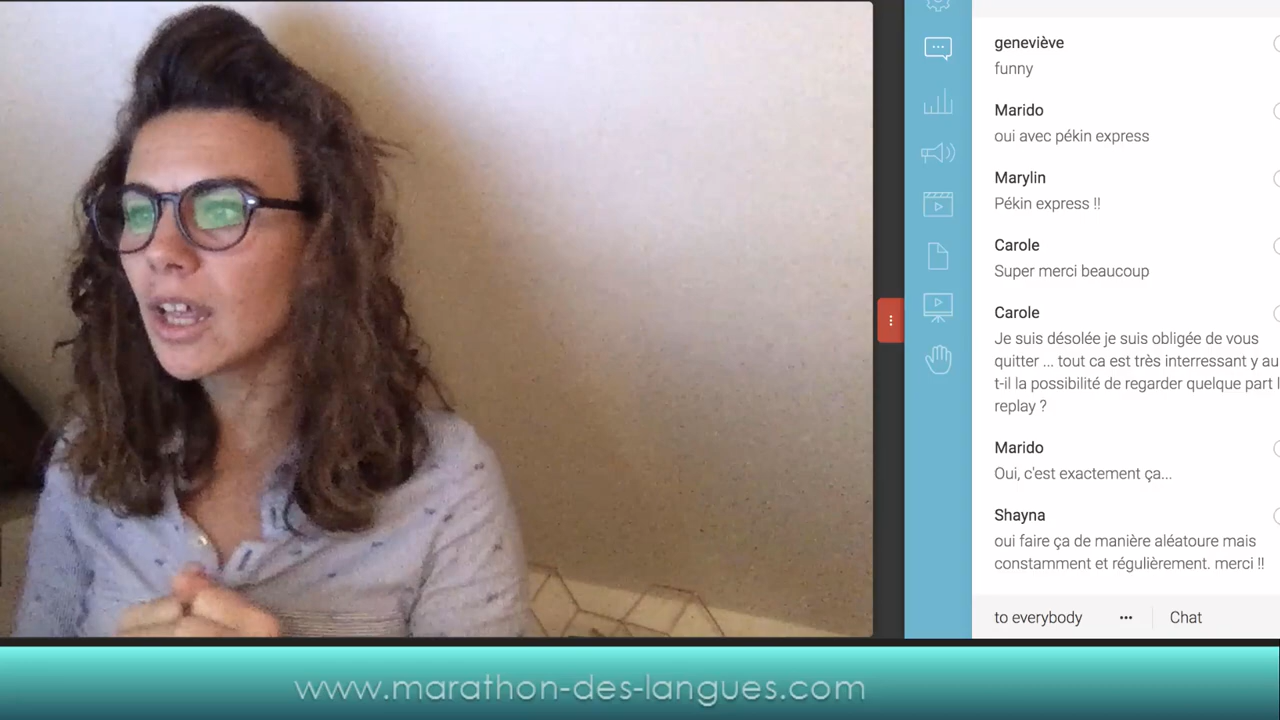 geneviève
funny
Marido
oui avec pékin express
Marylin
Pékin express !!
Carole
Super merci beaucoup
Carole
Je suis désolée je suis obligée de vous
quitter ... tout ca est très interressant y au
t-il la possibilité de regarder quelque part l
replay ?
Marido
Oui, c'est exactement ça...
Shayna
oui faire ça de manière aléatoure mais
constamment et régulièrement. merci !!
to everybody ••• Chat
www.marathon-des-langues.com